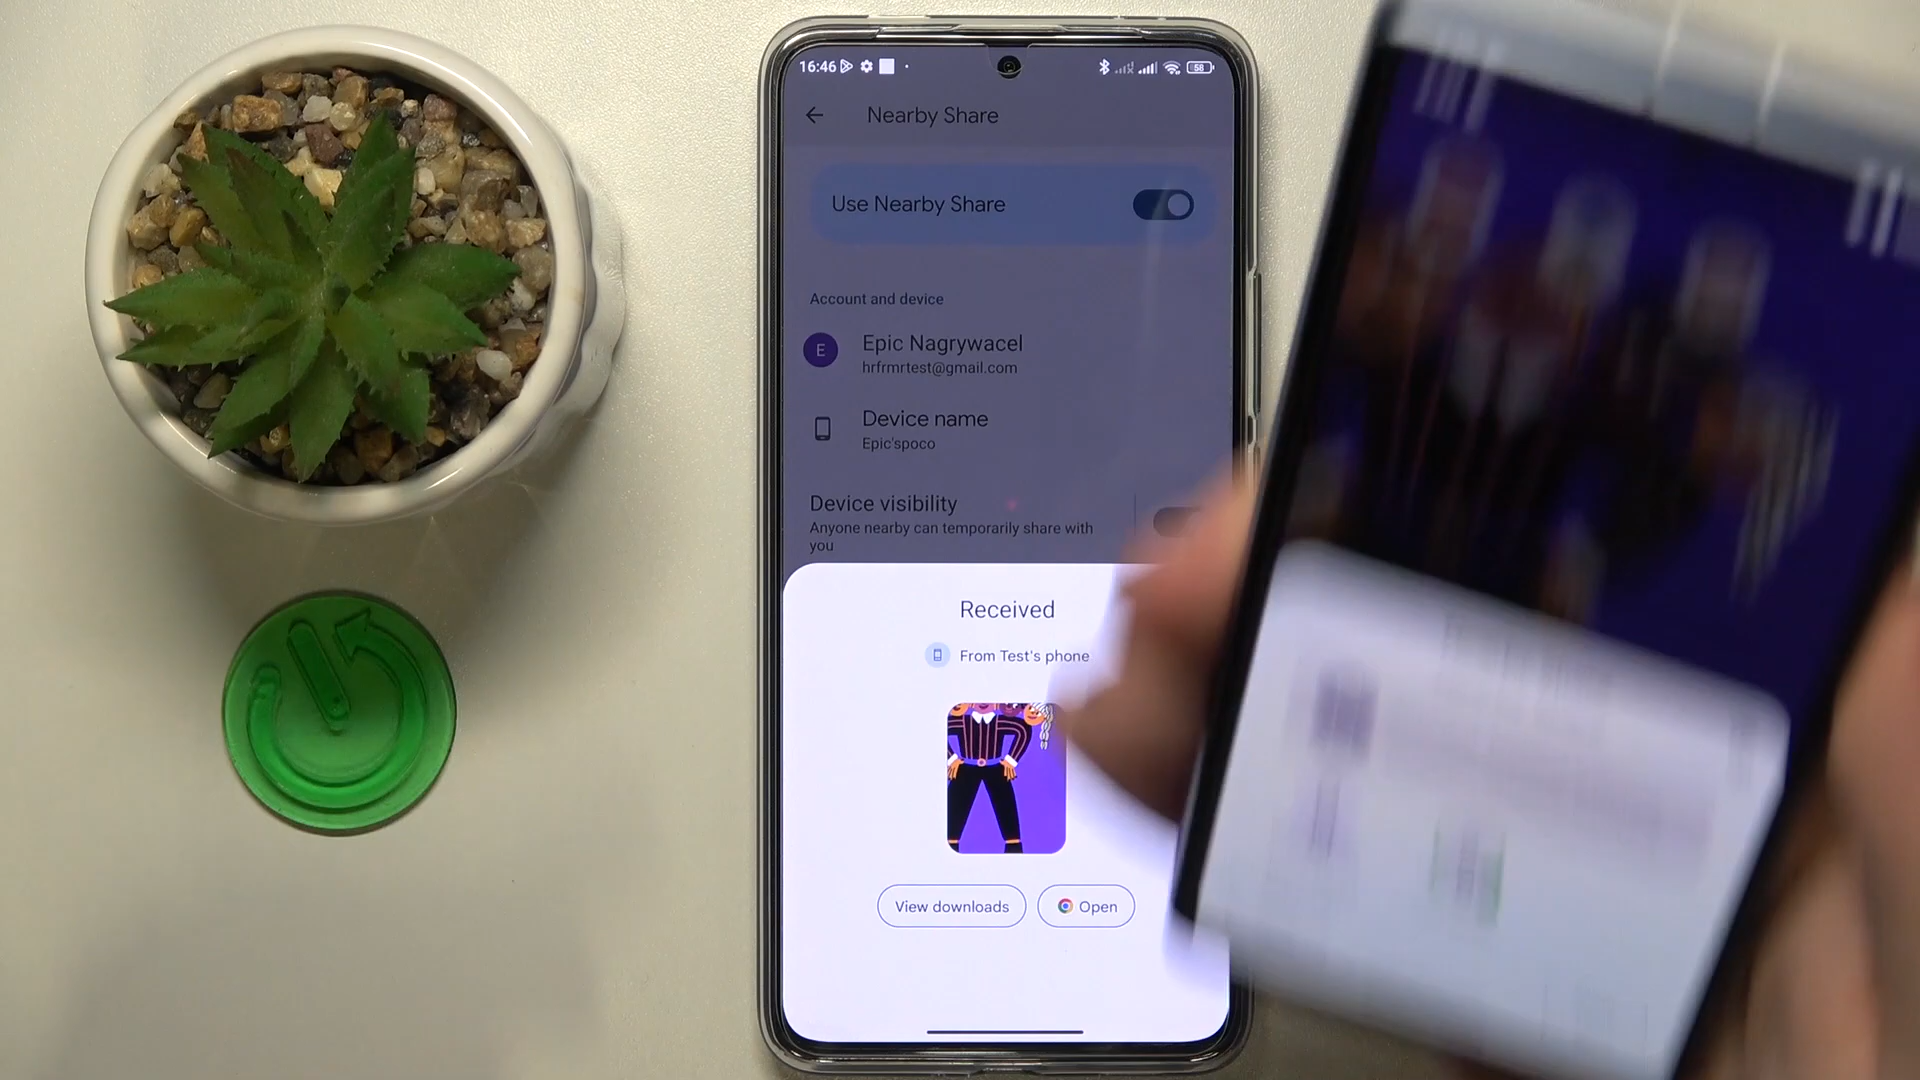 16:46
58
Nearby Share
Use Nearby Share
Account and device
E
Epic Nagrywacel
hrfrmrtest@gmail.com
Device name
Epic'spoco
Device visibility
Anyone nearby can temporarily share with
you
Received
From Test's phone
View downloads
Open